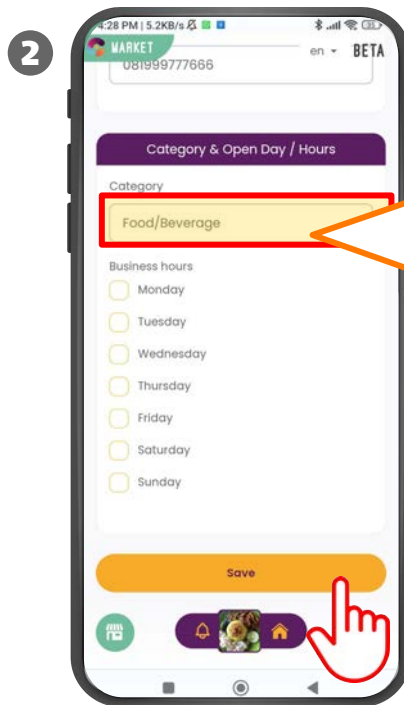 2
4:28 PM | 5.2KB/s
MARKET
en
BETA
081999777666
Category & Open Day / Hours
Category
Food/Beverage
Business hours
Monday
Tuesday
Wednesday
Thursday
Friday
Saturday
Sunday
Save